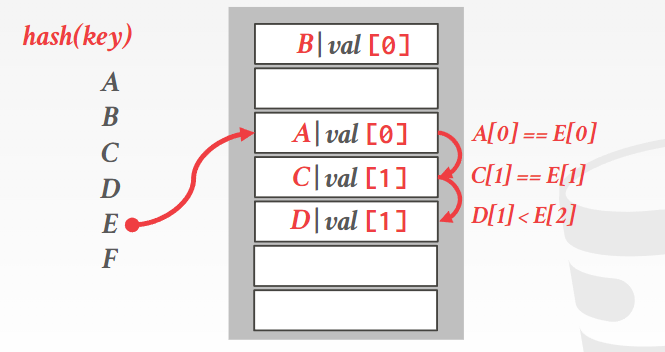 hash(key)
A
B
C
D
E
F
B|val [0]
A|val [0]
C|val [1]
D|val [1]
A[0] == E[0]
C[1] == E[1]
D[1] < E[2]